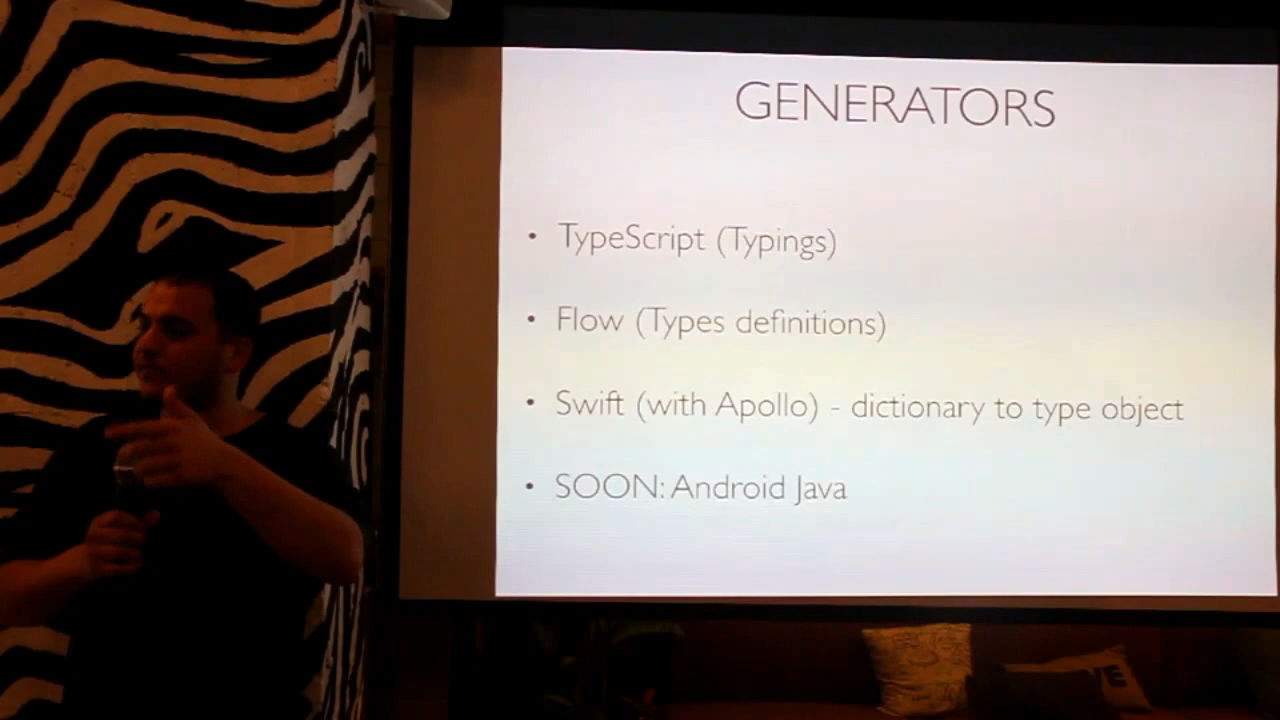 GENERATORS
• TypeScript (Typings)
• Flow (Types definitions)
• Swift (with Apollo) - dictionary to type object
• SOON: Android Java